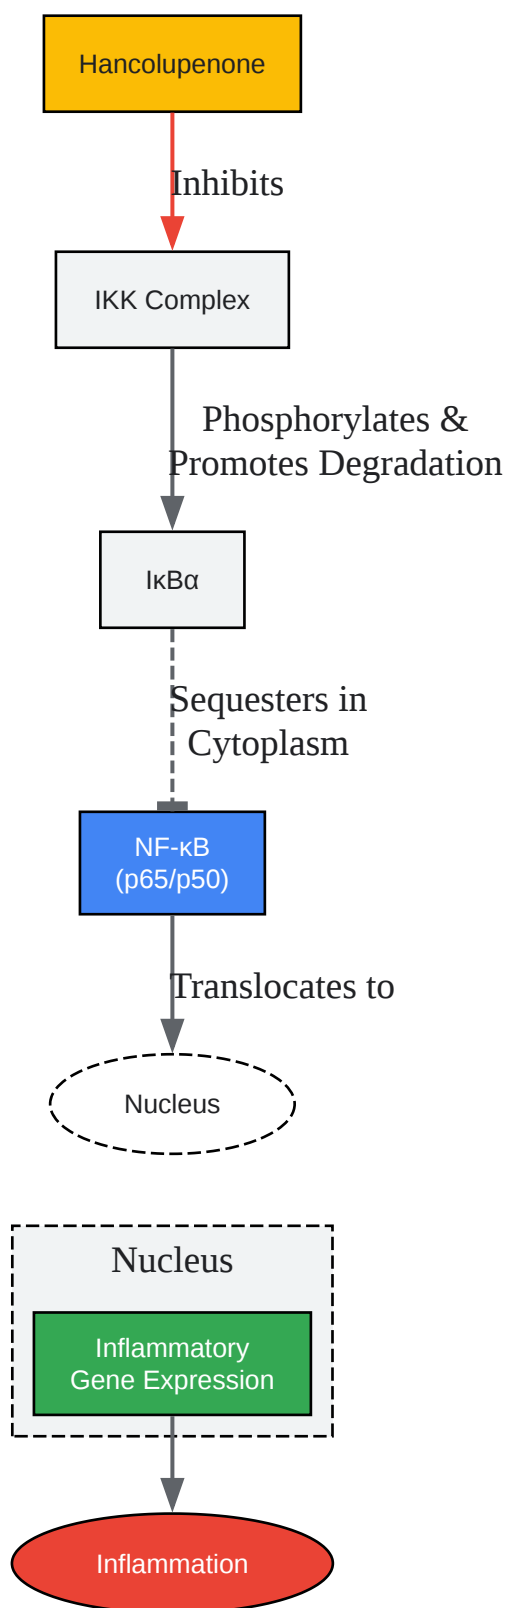 Hancolupenone
Inhibits
IKK Complex
Phosphorylates &
Promotes Degradation
IκBα
Sequesters in
Cytoplasm
NF-κB
(p65/p50)
Translocates to
Nucleus
Nucleus
Inflammatory
Gene Expression
Inflammation